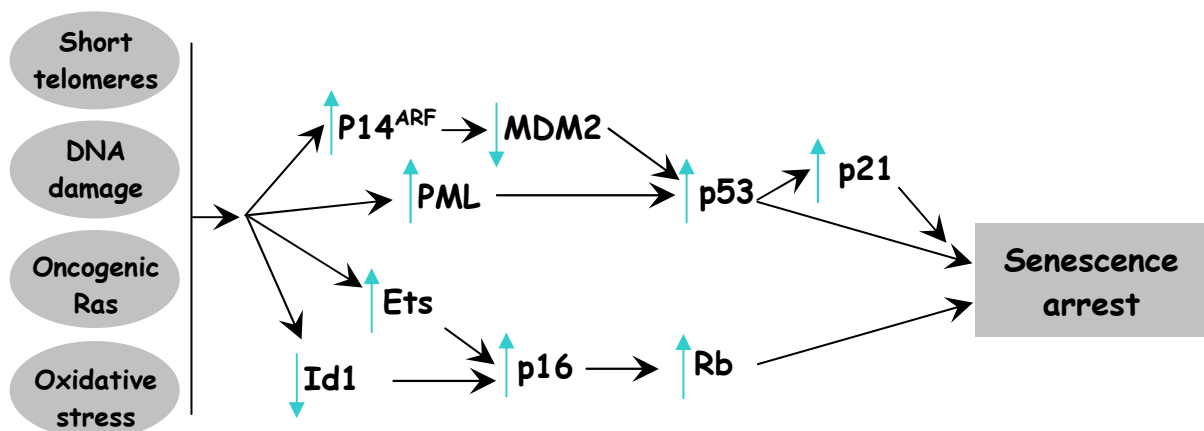 Short
telomeres
DNA
damage
Oncogenic
Ras
Oxidative
stress
P14ARF
MDM2
PML
p53
p21
Ets
Id1
p16
Rb
Senescence
arrest